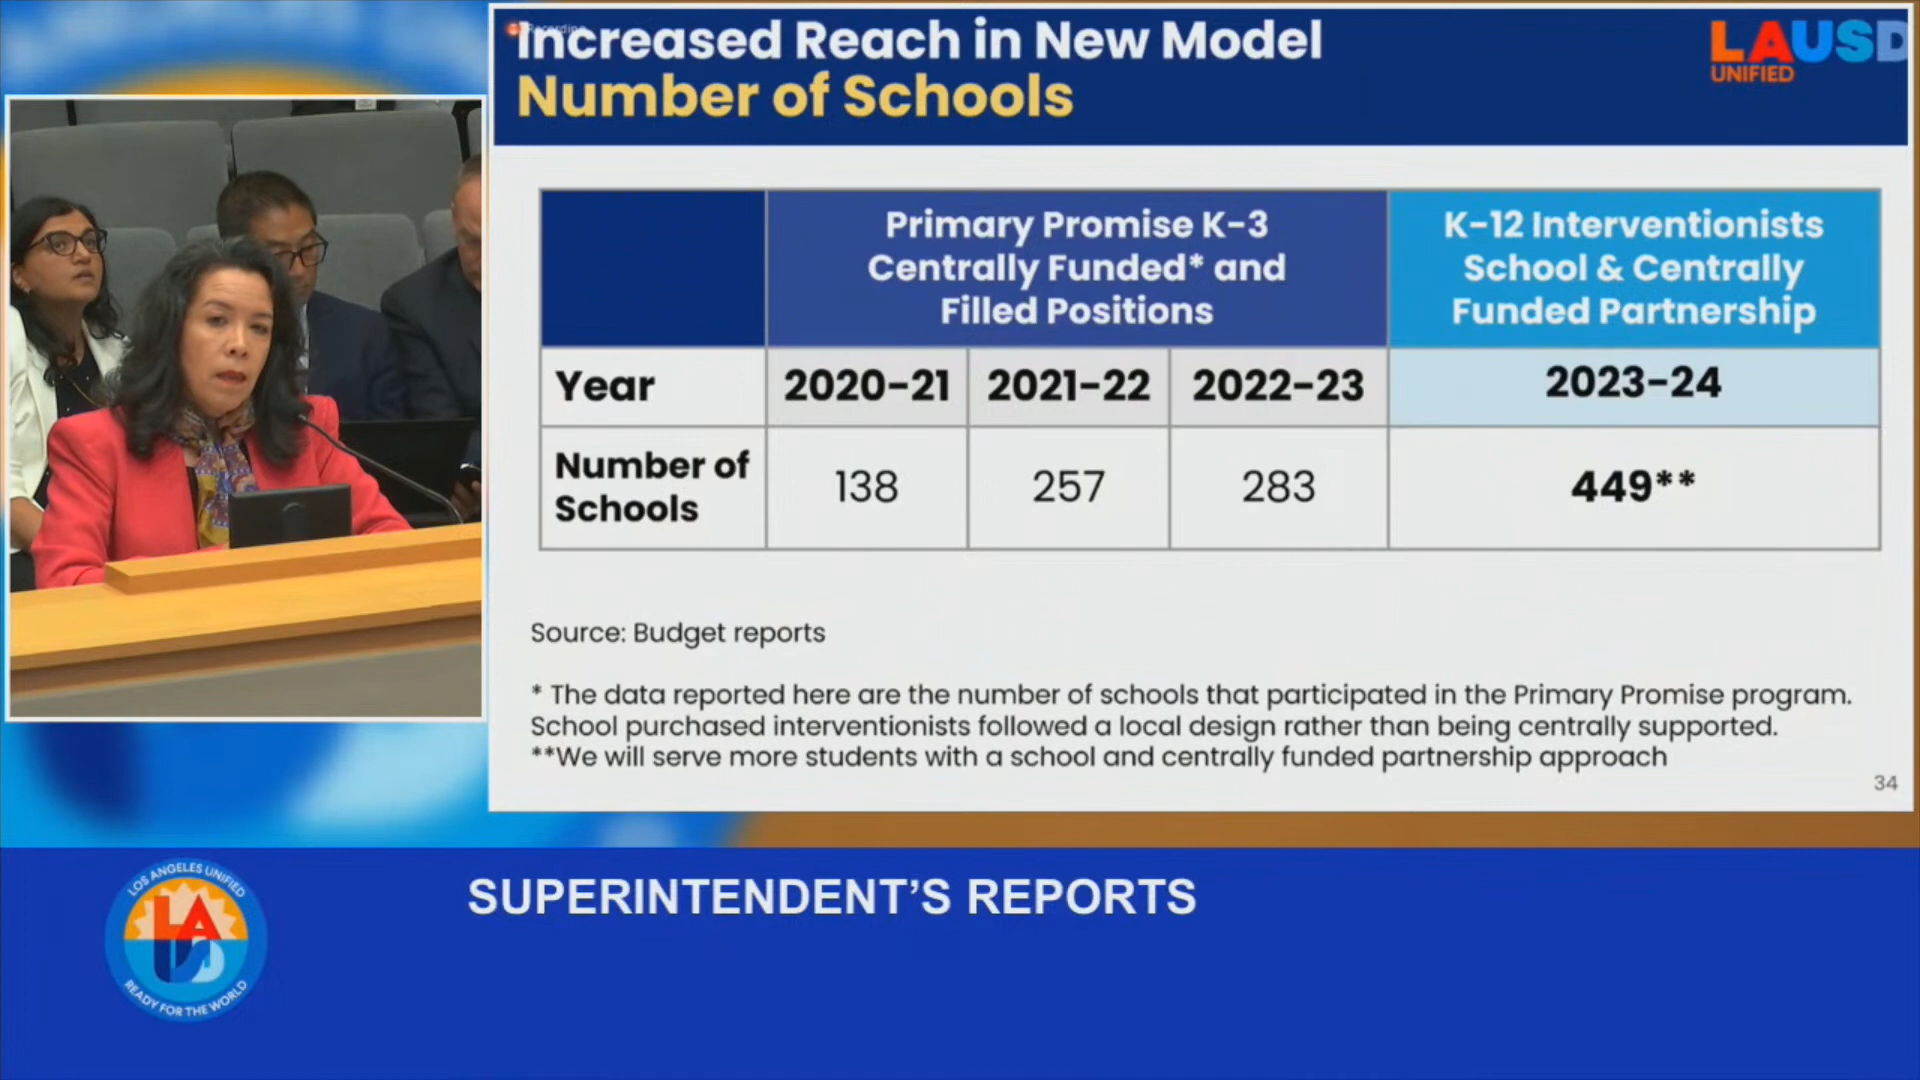 Recording
Increased Reach in New Model
Number of Schools
LAUSD
UNIFIED
Primary Promise K-3
Centrally Funded* and
Filled Positions
K-12 Interventionists
School & Centrally
Funded Partnership
Year 2020-21 2021-22 2022-23 2023-24
Number of
Schools
138 257 283 449**
Source: Budget reports
* The data reported here are the number of schools that participated in the Primary Promise program.
School purchased interventionists followed a local design rather than being centrally supported.
**We will serve more students with a school and centrally funded partnership approach
34
SUPERINTENDENT’S REPORTS
LOS ANGELES UNIFIED
LAUSD
READY FOR THE WORLD